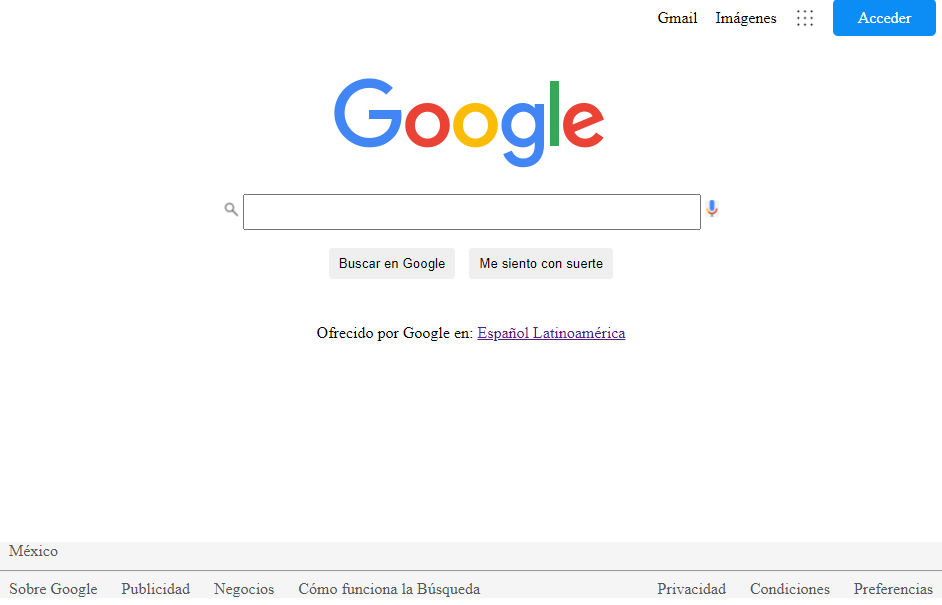 Gmail Imágenes Acceder
Google
Buscar en Google Me siento con suerte
Ofrecido por Google en: Español Latinoamérica
México
Sobre Google Publicidad Negocios Cómo funciona la Búsqueda Privacidad Condiciones Preferencias